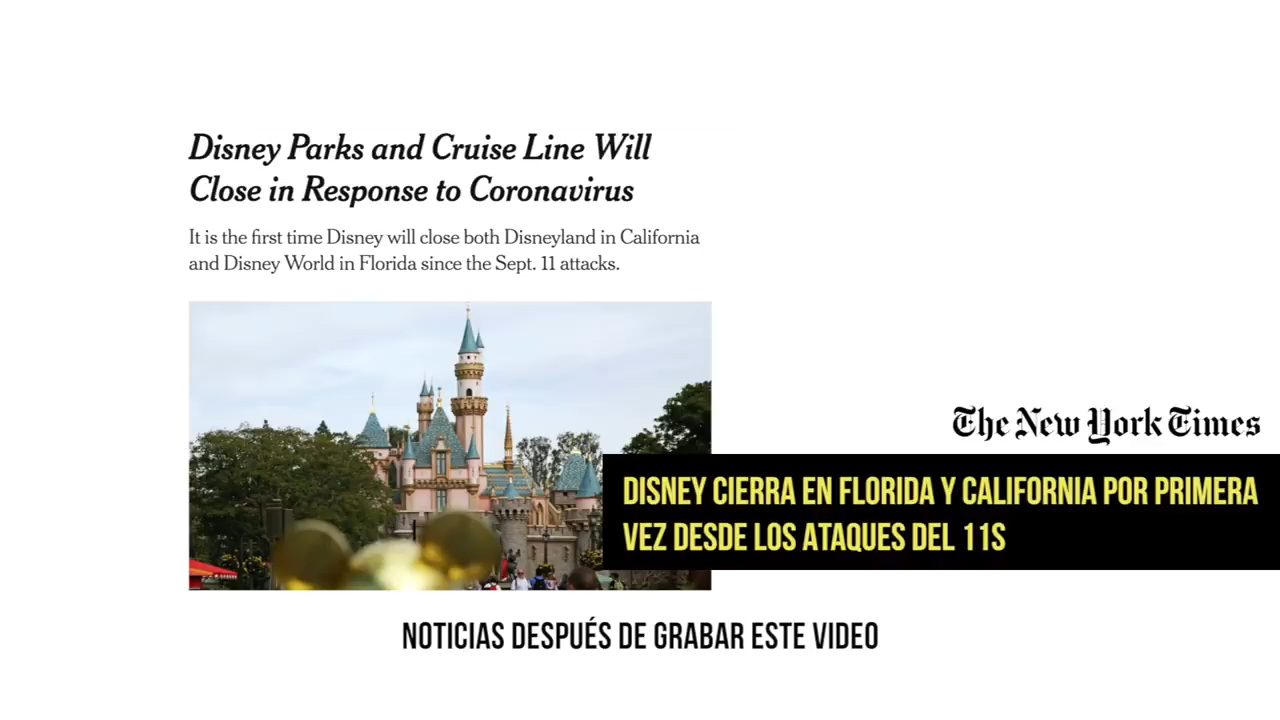 Disney Parks and Cruise Line Will
Close in Response to Coronavirus
It is the first time Disney will close both Disneyland in California
and Disney World in Florida since the Sept. 11 attacks.
The New York Times
DISNEY CIERRA EN FLORIDA Y CALIFORNIA POR PRIMERA
VEZ DESDE LOS ATAQUES DEL 11S
NOTICIAS DESPUÉS DE GRABAR ESTE VIDEO